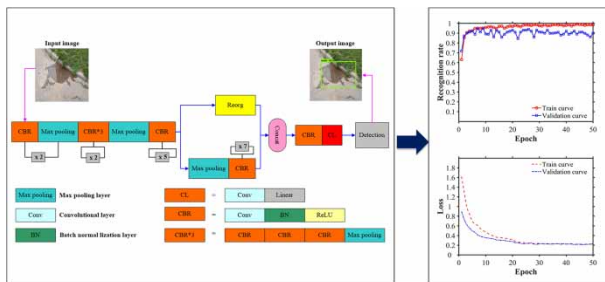 Input image
Output image
Reorg
CBR Max pooling CBR*3 Max pooling CBR
Concat
CBR CL
Detection
x 2
x 2
x 5
x 7
Max pooling CBR
Max pooling Max pooling layer
CL = Conv Linear
Conv Convolutional layer
CBR = Conv BN ReLU
BN Batch normalization layer
CBR*3 = CBR CBR CBR Max pooling
Recognition rate
1
0.9
0.8
0.7
0.6
0.5
0.4
0.3
0.2
0.1
Train curve
Validation curve
0 10 20 30 40 50
Epoch
Loss
2
1.8
1.6
1.4
1.2
1
0.8
0.6
0.4
0.2
Train curve
Validation curve
0 10 20 30 40 50
Epoch